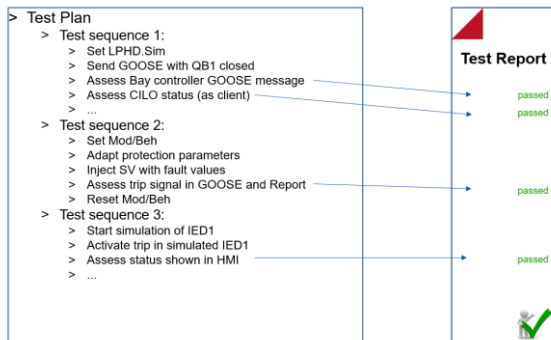 > Test Plan
> Test sequence 1:
> Set LPHD.Sim
> Send GOOSE with QB1 closed
> Assess Bay controller GOOSE message
> Assess CILO status (as client)
> ...
> Test sequence 2:
> Set Mod/Beh
> Adapt protection parameters
> Inject SV with fault values
> Assess trip signal in GOOSE and Report
> Reset Mod/Beh
> Test sequence 3:
> Start simulation of IED1
> Activate trip in simulated IED1
> Assess status shown in HMI
> ...
Test Report
passed
passed
passed
passed